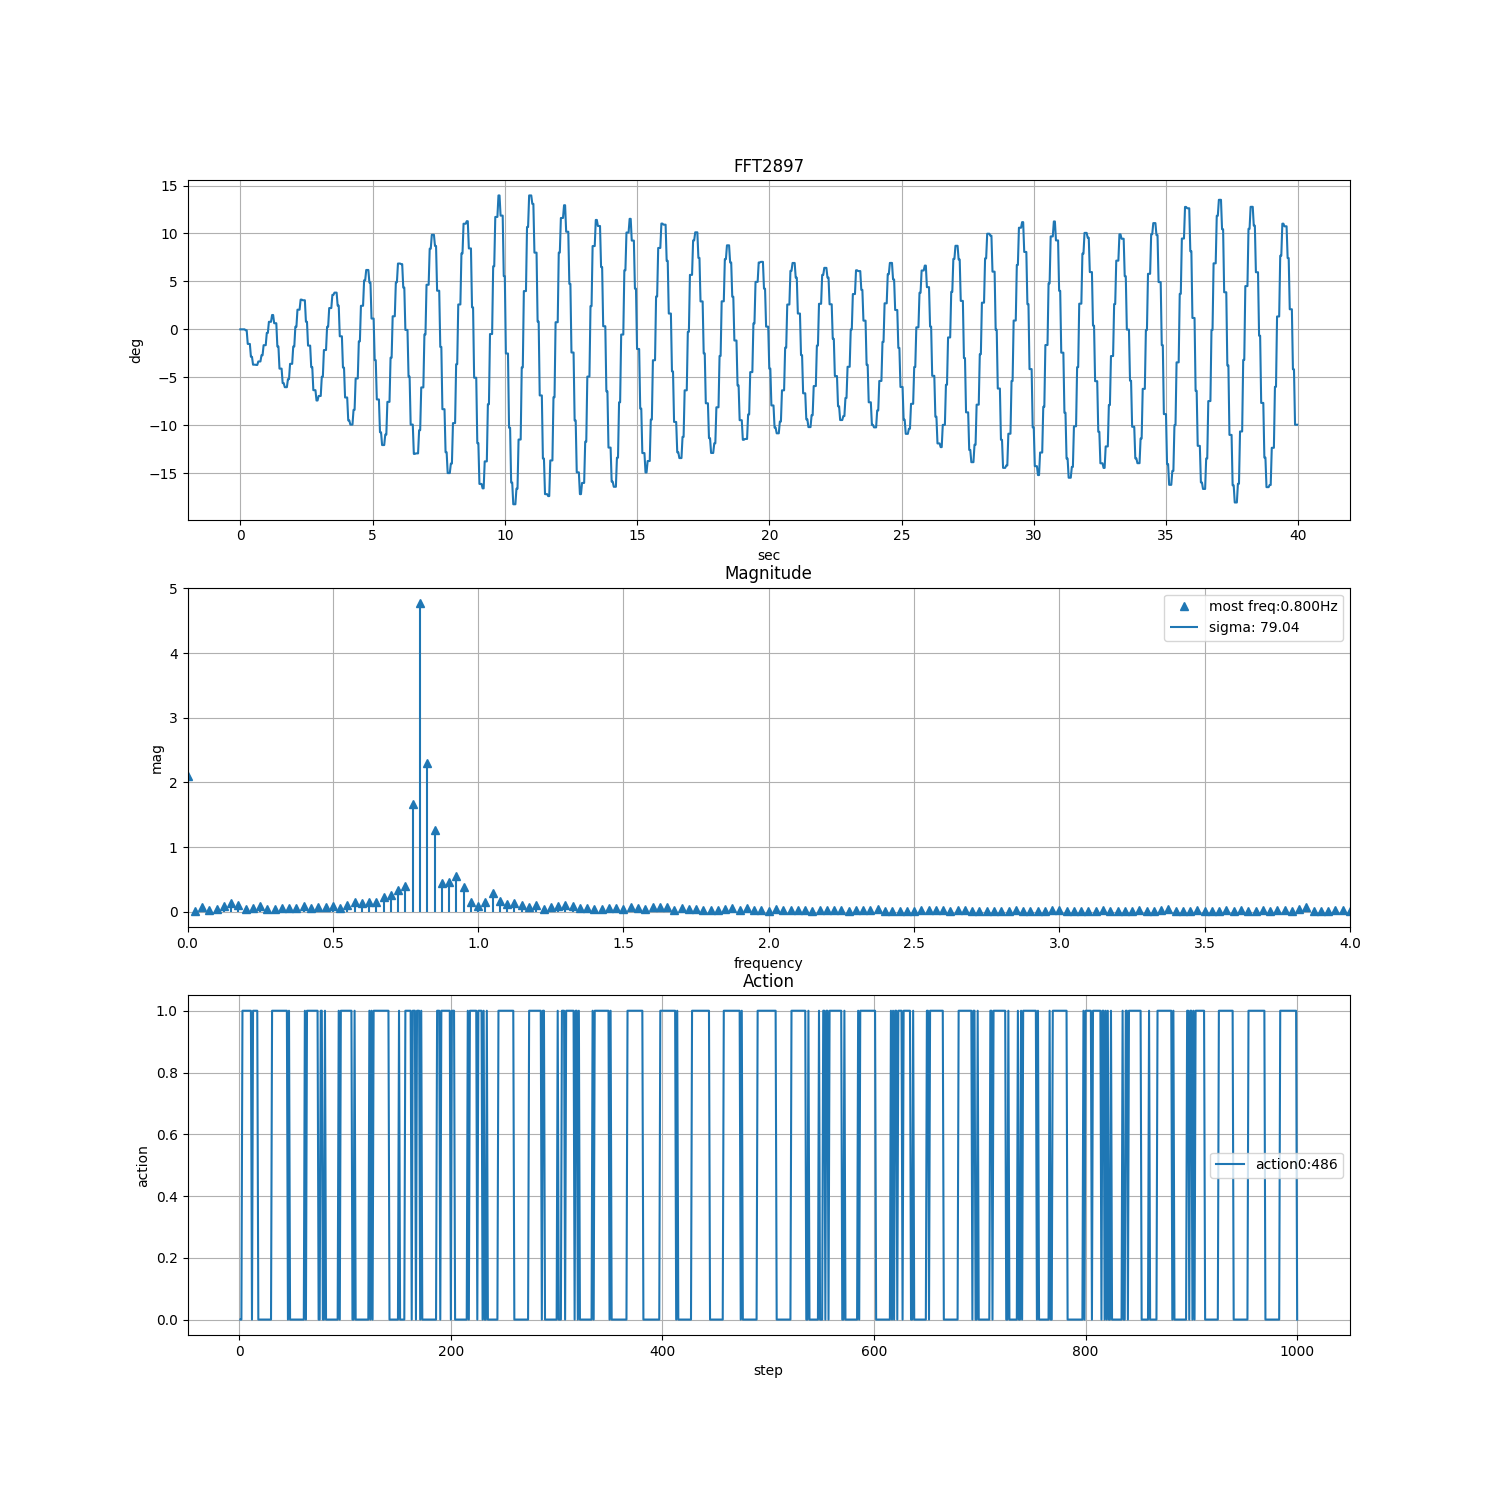 FFT2897
15
10
5
0
−5
−10
−15
deg
0 5 10 15 20 25 30 35 40
sec
Magnitude
5
4
3
2
1
0
mag
most freq:0.800Hz
sigma: 79.04
0.0 0.5 1.0 1.5 2.0 2.5 3.0 3.5 4.0
frequency
Action
1.0
0.8
0.6
0.4
0.2
0.0
action
action0:486
0 200 400 600 800 1000
step